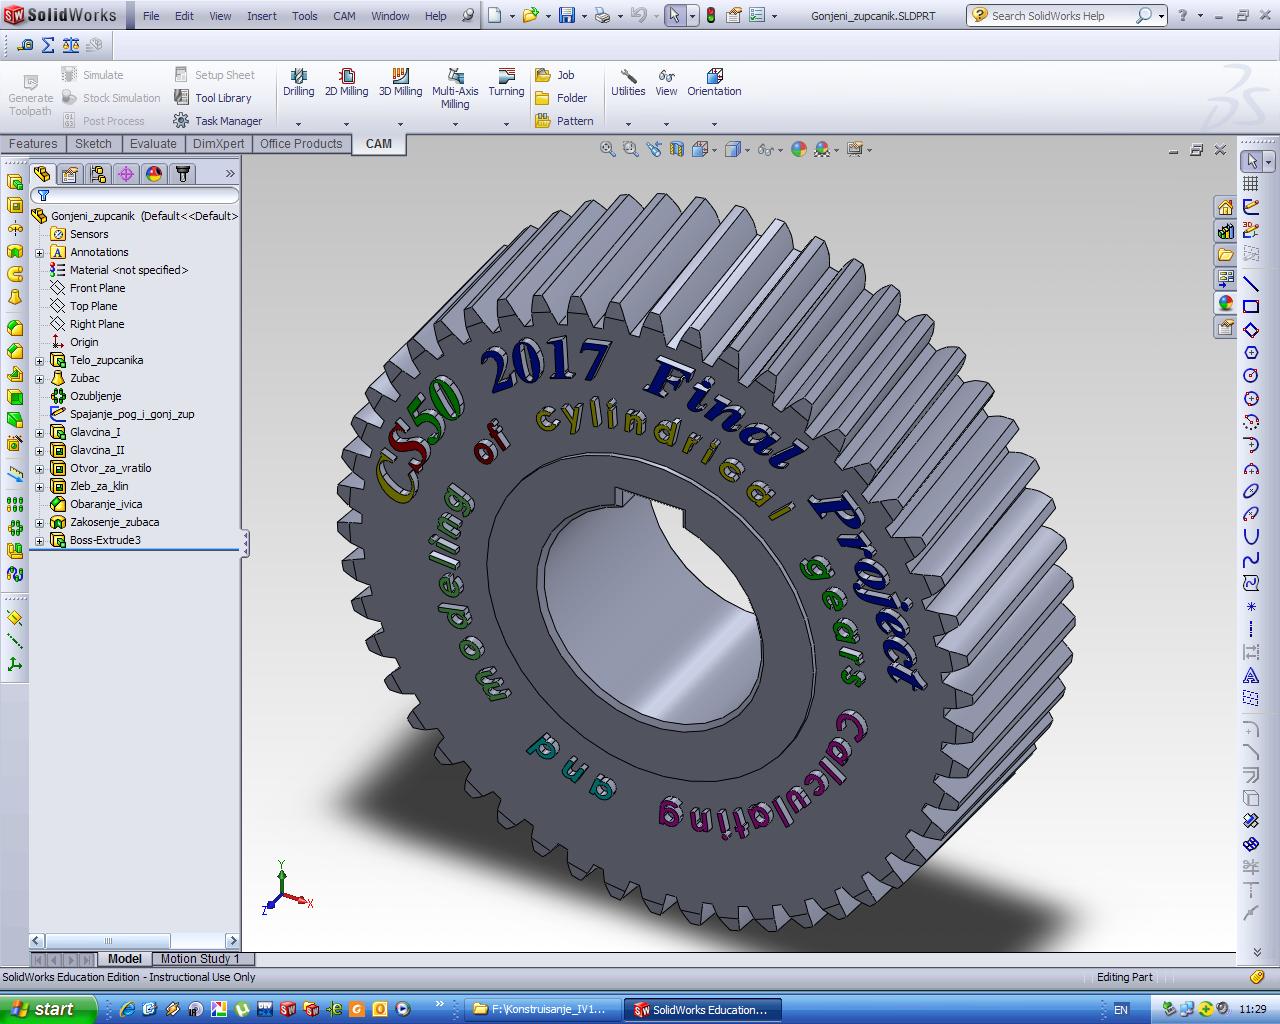 SolidWorks
File Edit View Insert Tools CAM Window Help
Gonjeni_zupcanik.SLDPRT
Search SolidWorks Help
Generate Toolpath
Simulate
Stock Simulation
Post Process
G1
G3
Setup Sheet
Tool Library
Task Manager
Drilling
2D Milling
3D Milling
Multi-Axis Milling
Turning
Job
Folder
Pattern
Utilities
View
Orientation
Features Sketch Evaluate DimXpert Office Products CAM
Gonjeni_zupcanik (Default<<Default>
Sensors
Annotations
Material <not specified>
Front Plane
Top Plane
Right Plane
Origin
Telo_zupcanika
Zubac
Ozubljenje
Spajanje_pog_i_gonj_zup
Glavcina_I
Glavcina_II
Otvor_za_vratilo
Zleb_za_klin
Obaranje_ivica
Zakosenje_zubaca
Boss-Extrude3
CS50 2017 Final Project
Calculating and modeling of cylindrical gears
Y
X
Z
Model Motion Study 1
SolidWorks Education Edition - Instructional Use Only
Editing Part
start
F:\Konstruisanje_IV1...
SolidWorks Education...
EN
11:29